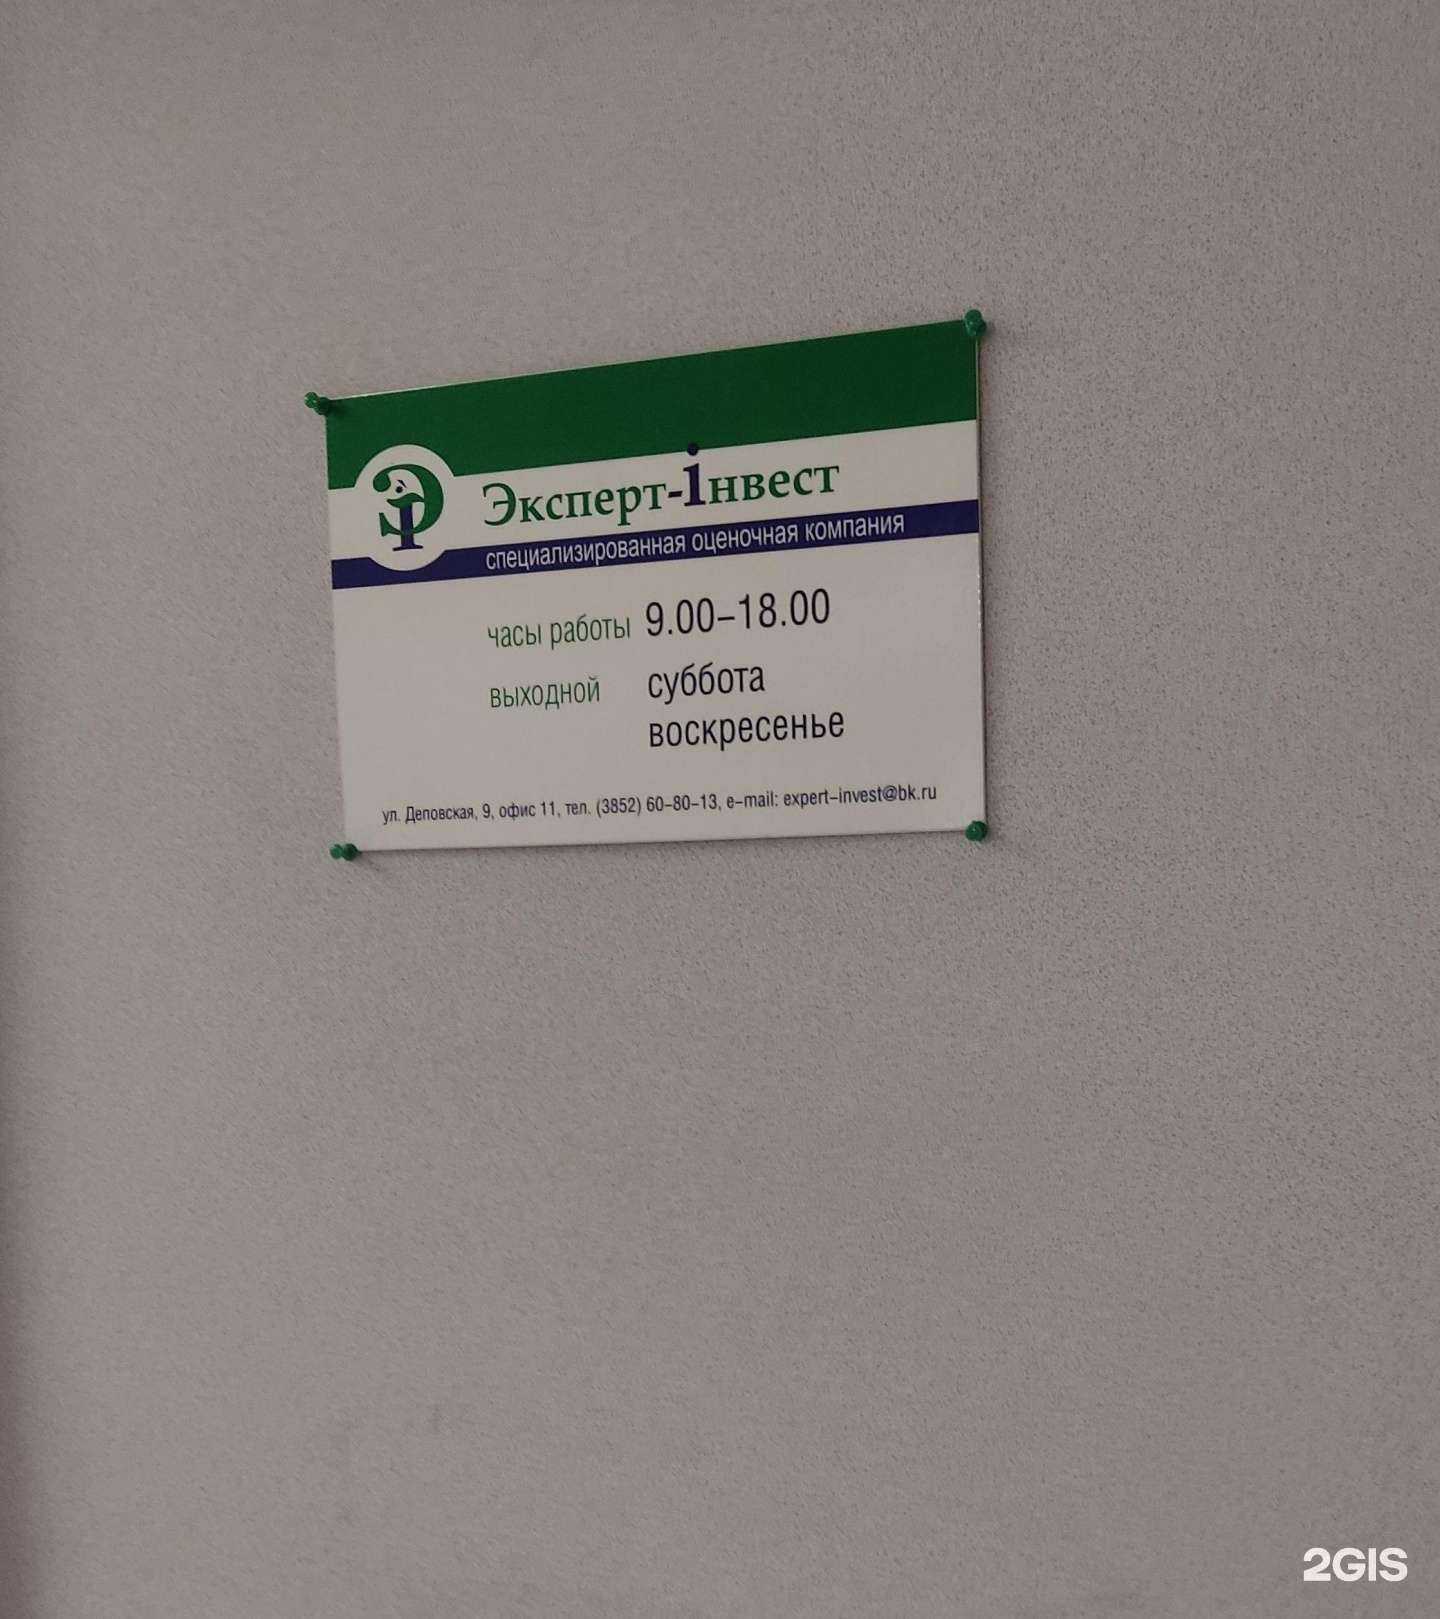 Эксперт-iнвест
специализированная оценочная компания
часы работы 9.00–18.00
выходной суббота
воскресенье
ул. Деповская, 9, офис 11, тел. (3852) 60–80–13, e–mail: expert–invest@bk.ru
2GIS